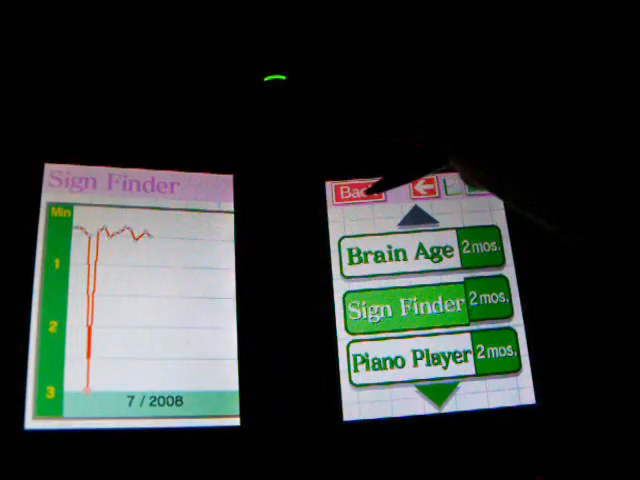 Sign Finder
Min
1
2
3
7 / 2008
Back
Brain Age 2 mos.
Sign Finder 2 mos.
Piano Player 2 mos.